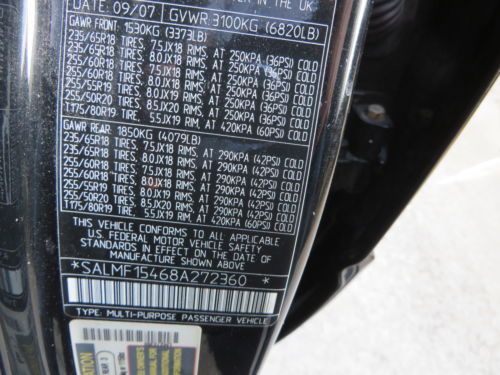 ER IN THE UK
DATE: 09/07 GVWR 3100KG (6820LB)
GAWR FRONT: 1530KG (3373LB)
235/65R18 TIRES, 7.5JX18 RIMS, AT 250KPA (36PSI) COLD
235/65R18 TIRES, 8.0JX18 RIMS, AT 250KPA (36PSI) COLD
255/60R18 TIRES, 7.5JX18 RIMS, AT 250KPA (36PSI) COLD
255/60R18 TIRES, 8.0JX18 RIMS, AT 250KPA (36PSI) COLD
255/55R19 TIRES, 8.0JX19 RIMS, AT 250KPA (36PSI) COLD
255/50R20 TIRES, 8.5JX20 RIMS, AT 250KPA (36PSI) COLD
T175/80R19 TIRE, 5.5JX19 RIM, AT 420KPA (60PSI) COLD
GAWR REAR: 1850KG (4079LB)
235/65R18 TIRES, 7.5JX18 RIMS, AT 290KPA (42PSI) COLD
235/65R18 TIRES, 8.0JX18 RIMS, AT 290KPA (42PSI) COLD
255/60R18 TIRES, 7.5JX18 RIMS, AT 290KPA (42PSI) COLD
255/60R18 TIRES, 8.0JX18 RIMS, AT 290KPA (42PSI) COLD
255/55R19 TIRES, 8.0JX19 RIMS, AT 290KPA (42PSI) COLD
255/50R20 TIRES, 8.5JX20 RIMS, AT 290KPA (42PSI) COLD
T175/80R19 TIRE, 5.5JX19 RIM, AT 420KPA (60PSI) COLD
THIS VEHICLE CONFORMS TO ALL APPLICABLE
U.S. FEDERAL MOTOR VEHICLE SAFETY
STANDARDS IN EFFECT ON THE DATE OF
MANUFACTURE SHOWN ABOVE
*SALMF15468A272360
TYPE: MULTI-PURPOSE PASSENGER VEHICLE